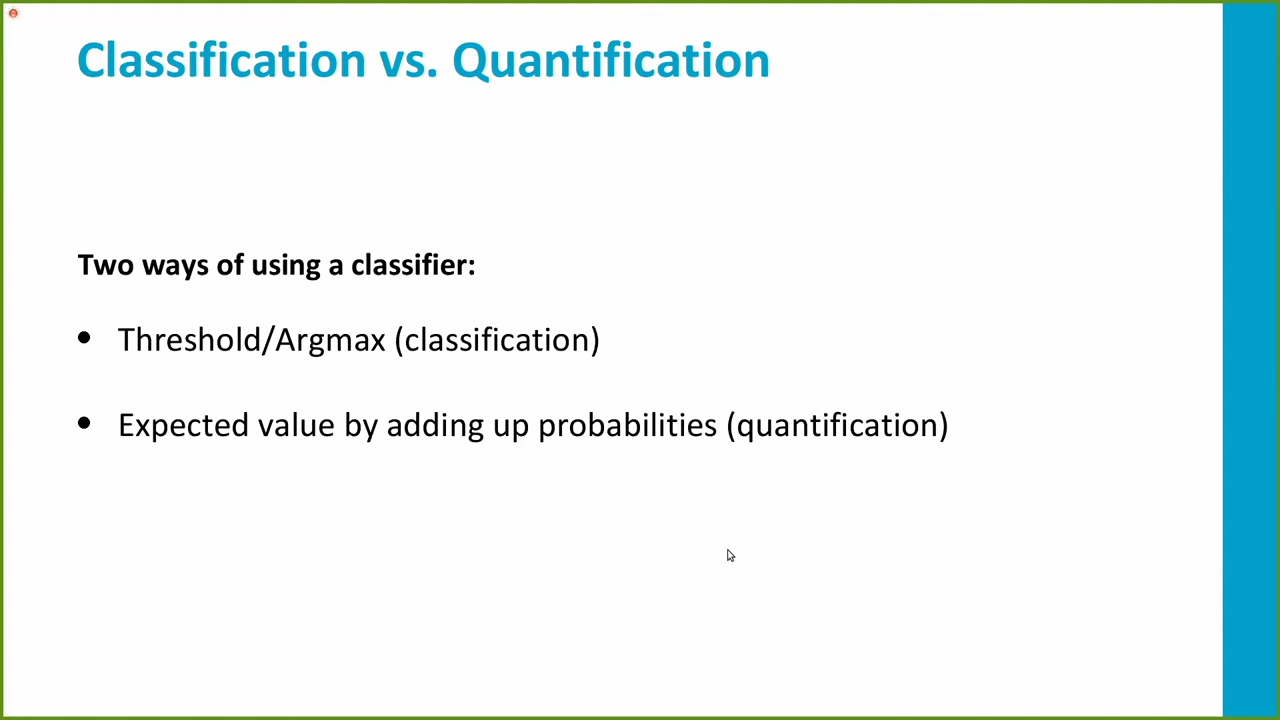 Classification vs. Quantification
Two ways of using a classifier:
• Threshold/Argmax (classification)
• Expected value by adding up probabilities (quantification)